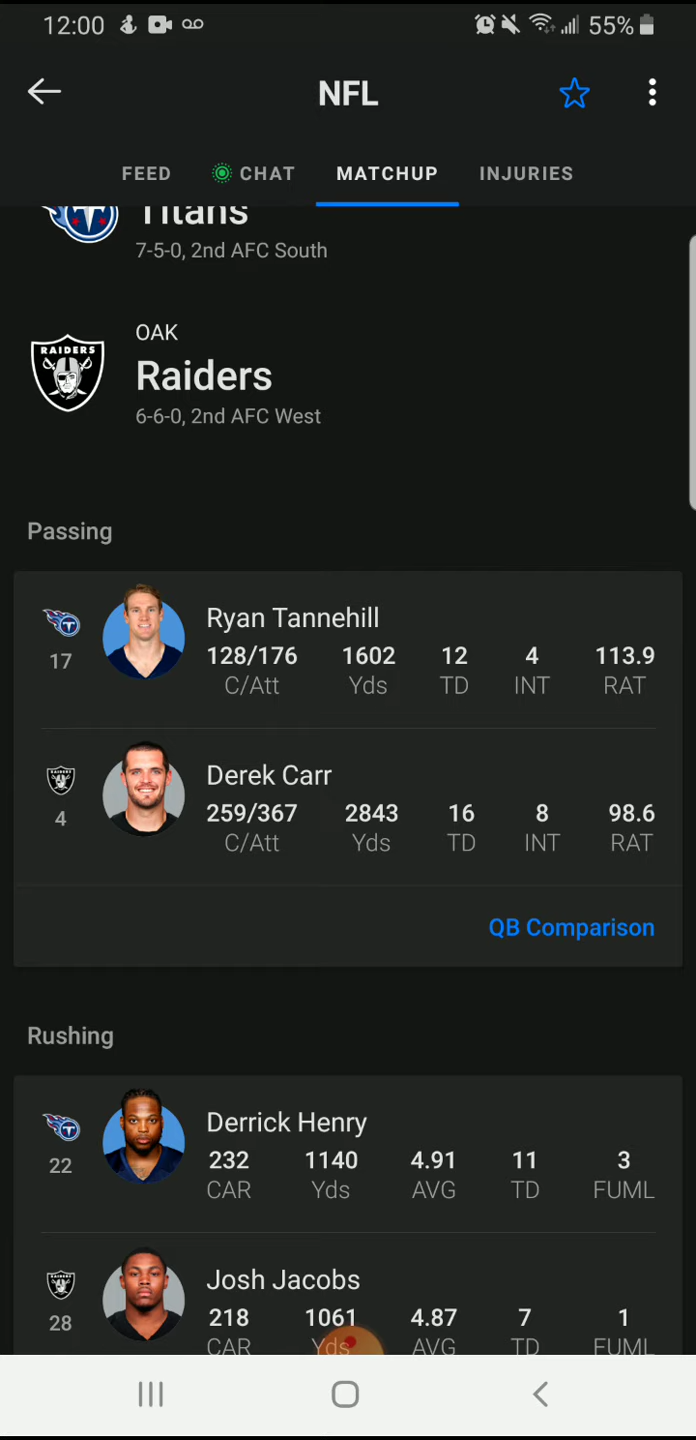 12:00 55%
NFL
FEED CHAT MATCHUP INJURIES
Titans
7-5-0, 2nd AFC South
OAK
RAIDERS
Raiders
6-6-0, 2nd AFC West
Passing
Ryan Tannehill
128/176 1602 12 4 113.9
17
C/Att Yds TD INT RAT
Derek Carr
259/367 2843 16 8 98.6
4
C/Att Yds TD INT RAT
QB Comparison
Rushing
Derrick Henry
232 1140 4.91 11 3
22
CAR Yds AVG TD FUML
Josh Jacobs
218 1061 4.87 7 1
28
CAR Yds AVG TD FUML